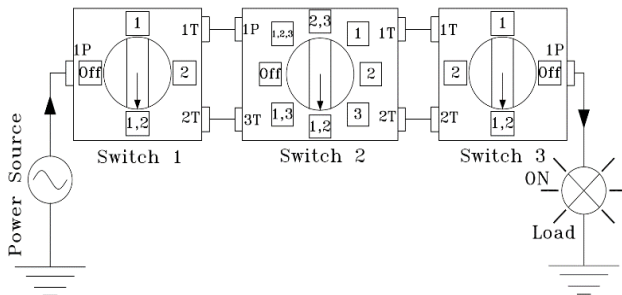 1
1T
1P
Off
2
1,2
2T
Switch 1
2,3
1,2,3
1
1P
1T
Off
2
1,3
3
3T
1,2
2T
Switch 2
1
1T
1P
2
Off
2T
1,2
Switch 3
Power Source
ON
Load